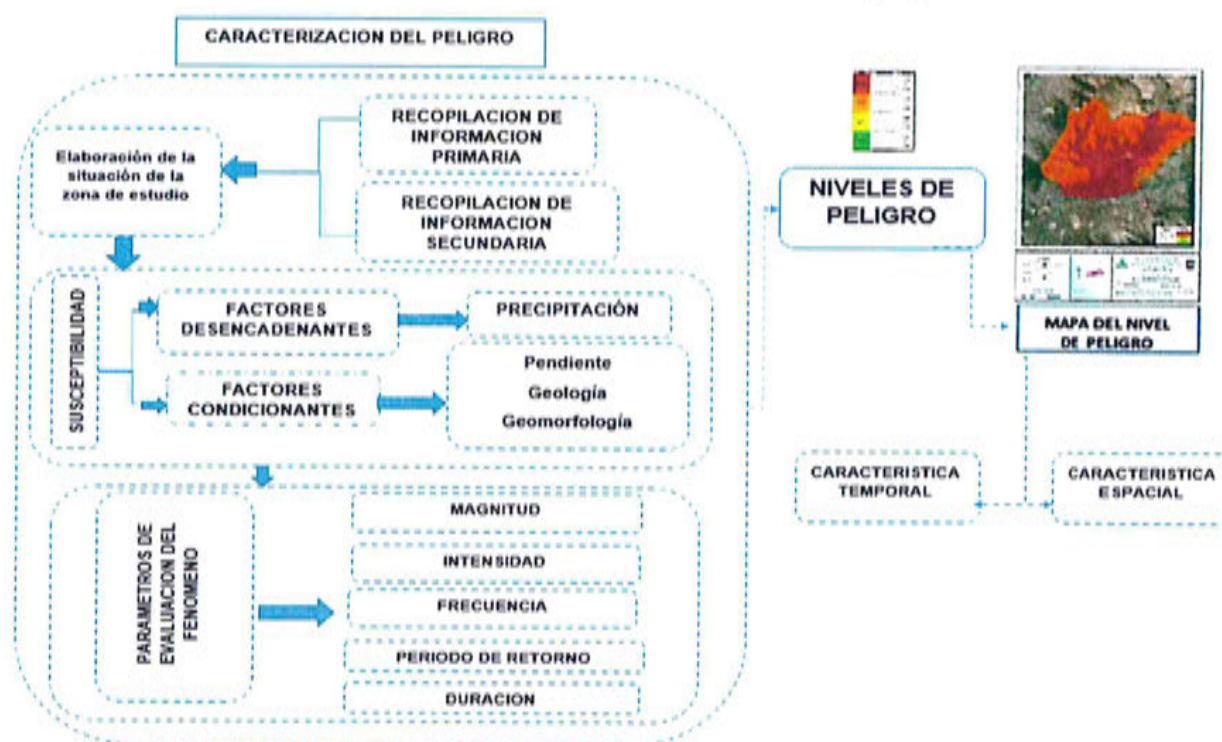 CARACTERIZACION DEL PELIGRO
Elaboración de la
situación de la
zona de estudio
RECOPILACION DE
INFORMACION
PRIMARIA
RECOPILACION DE
INFORMACION
SECUNDARIA
SUSCEPTIBILIDAD
FACTORES
DESENCADENANTES
PRECIPITACIÓN
FACTORES
CONDICIONANTES
Pendiente
Geología
Geomorfología
PARAMETROS DE
EVALUACION DEL
FENOMENO
MAGNITUD
INTENSIDAD
FRECUENCIA
PERIODO DE RETORNO
DURACION
NIVELES DE
PELIGRO
MAPA DEL NIVEL
DE PELIGRO
CARACTERISTICA
TEMPORAL
CARACTERISTICA
ESPACIAL